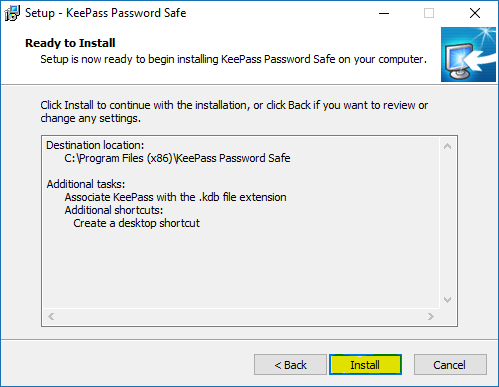 Setup - KeePass Password Safe
Ready to Install
Setup is now ready to begin installing KeePass Password Safe on your computer.
Click Install to continue with the installation, or click Back if you want to review or
change any settings.
Destination location:
C:\Program Files (x86)\KeePass Password Safe
Additional tasks:
Associate KeePass with the .kdb file extension
Additional shortcuts:
Create a desktop shortcut
< Back
Install
Cancel